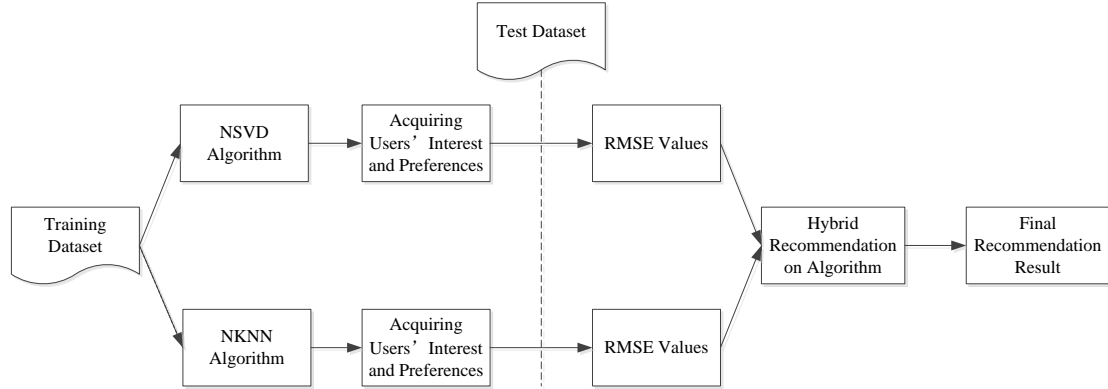 Test Dataset
NSVD
Algorithm
Acquiring
Users’ Interest
and Preferences
RMSE Values
Training
Dataset
Hybrid
Recommendation
on Algorithm
Final
Recommendation
Result
NKNN
Algorithm
Acquiring
Users’ Interest
and Preferences
RMSE Values